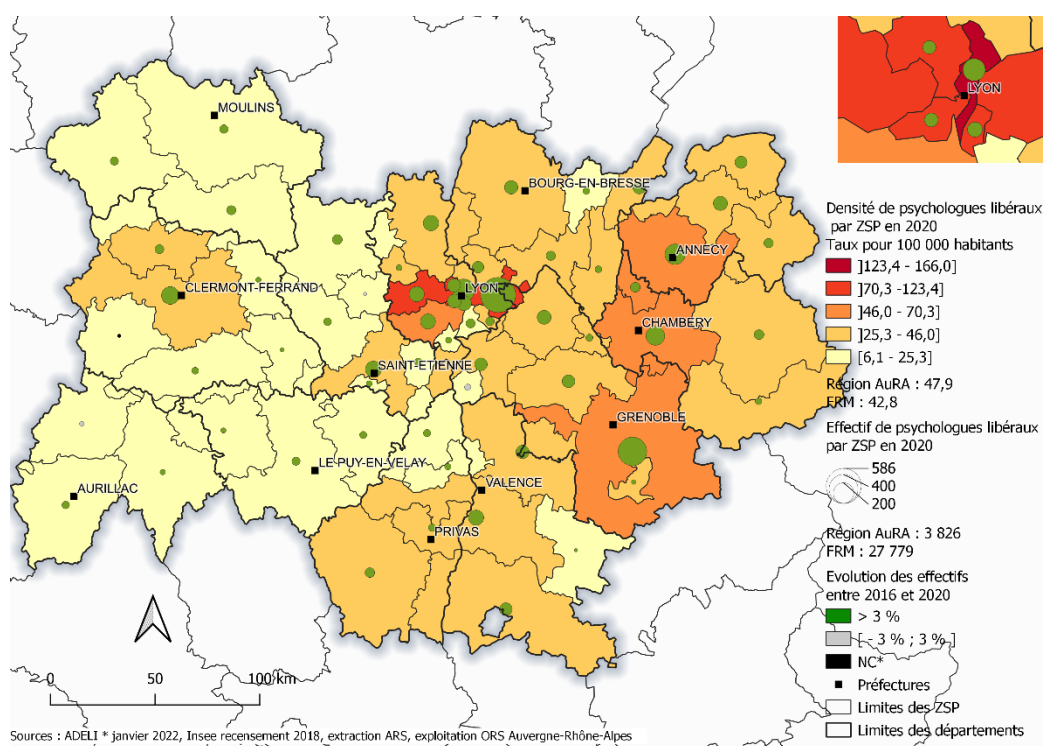 MOULINS
BOURG-EN-BRESSE
ANNECY
CLERMONT-FERRAND
LYON
CHAMBERY
SAINT-ETIENNE
GRENOBLE
LE-PUY-EN-VELAY
AURILLAC
VALENCE
PRIVAS
0 50 100 km
Sources : ADELI * janvier 2022, Insee recensement 2018, extraction ARS, exploitation ORS Auvergne-Rhône-Alpes
LYON
Densité de psychologues libéraux
par ZSP en 2020
Taux pour 100 000 habitants
]123,4 - 166,0]
]70,3 -123,4]
]46,0 - 70,3]
]25,3 - 46,0]
[6,1 - 25,3]
Région AuRA : 47,9
FRM : 42,8
Effectif de psychologues libéraux
par ZSP en 2020
586
400
200
Région AuRA : 3 826
FRM : 27 779
Evolution des effectifs
entre 2016 et 2020
> 3 %
[ - 3 % ; 3 % ]
NC*
Préfectures
Limites des ZSP
Limites des départements